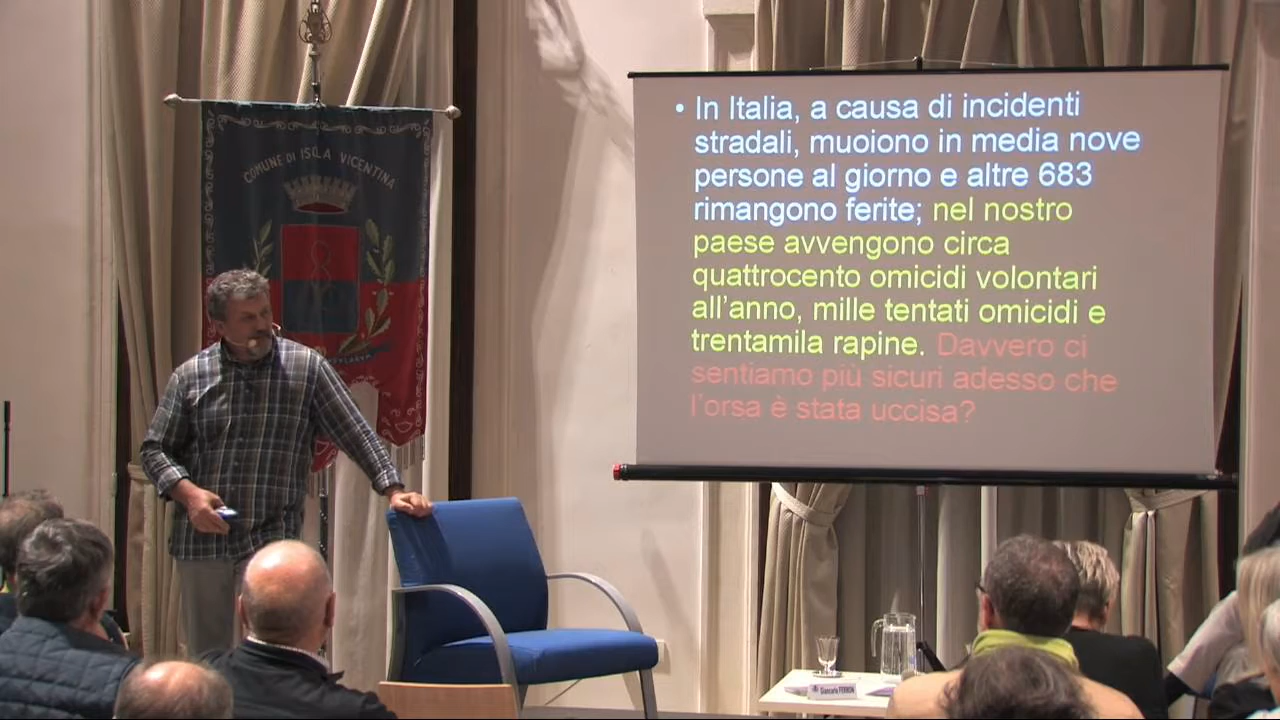 COMUNE DI ISOLA VICENTINA
• In Italia, a causa di incidenti
stradali, muoiono in media nove
persone al giorno e altre 683
rimangono ferite; nel nostro
paese avvengono circa
quattrocento omicidi volontari
all'anno, mille tentati omicidi e
trentamila rapine. Davvero ci
sentiamo più sicuri adesso che
l'orsa è stata uccisa?
Giancarlo FERRON